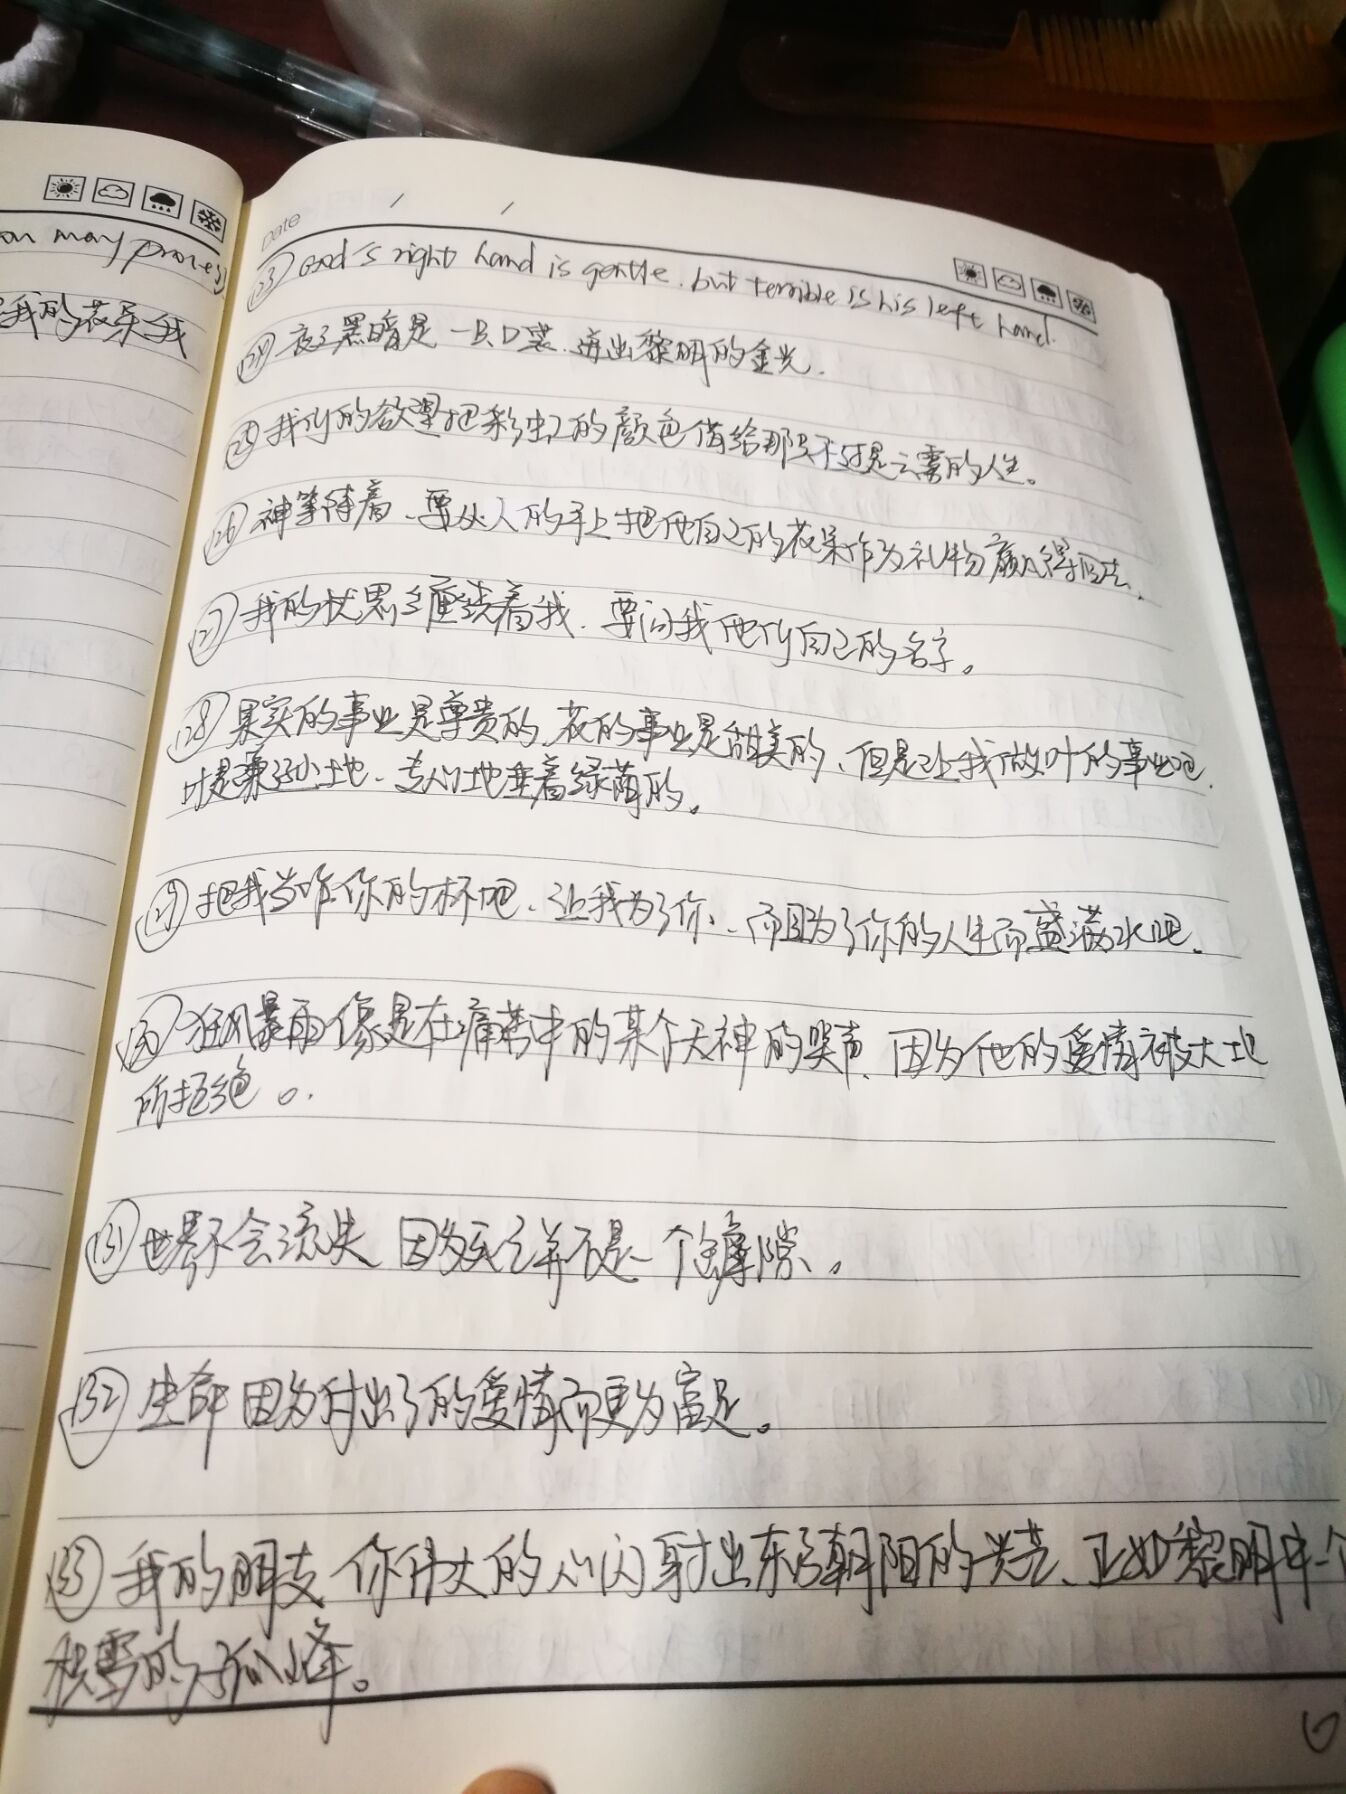 on may process
我的花朵我
Date / /
(23) God's right hand is gentle. but terrible is his left hand.
(24) 夜之黑暗是一只口袋、迸出黎明的金光.
(25) 我们的欲望把彩虹的颜色借给那只不过是云雾的人生。
(26) 神等待着、要从人的手上把他自己的花朵作为礼物赢得回去.
(27) 我的忧思缠绕着我、要问我他们自己的名字。
(28) 果实的事业是尊贵的、花的事业是甜美的、但是让我做叶的事业吧.
叶是谦逊地、专心地垂着绿荫的。
(29) 把我当作你的杯吧、让我为了你、而且为了你的人生而盛满水吧.
(30) 狂风暴雨像是在痛苦中的某个天神的哭声、因为他的爱情被大地
所拒绝。.
(131) 世界不会流失 因为死亡并不是一个罅隙。
(132) 生命因为付出了的爱情而更为富足。
(133) 我的朋友 你伟大的心闪射出东方朝阳的光芒、正如黎明中一个
积雪的孤峰。